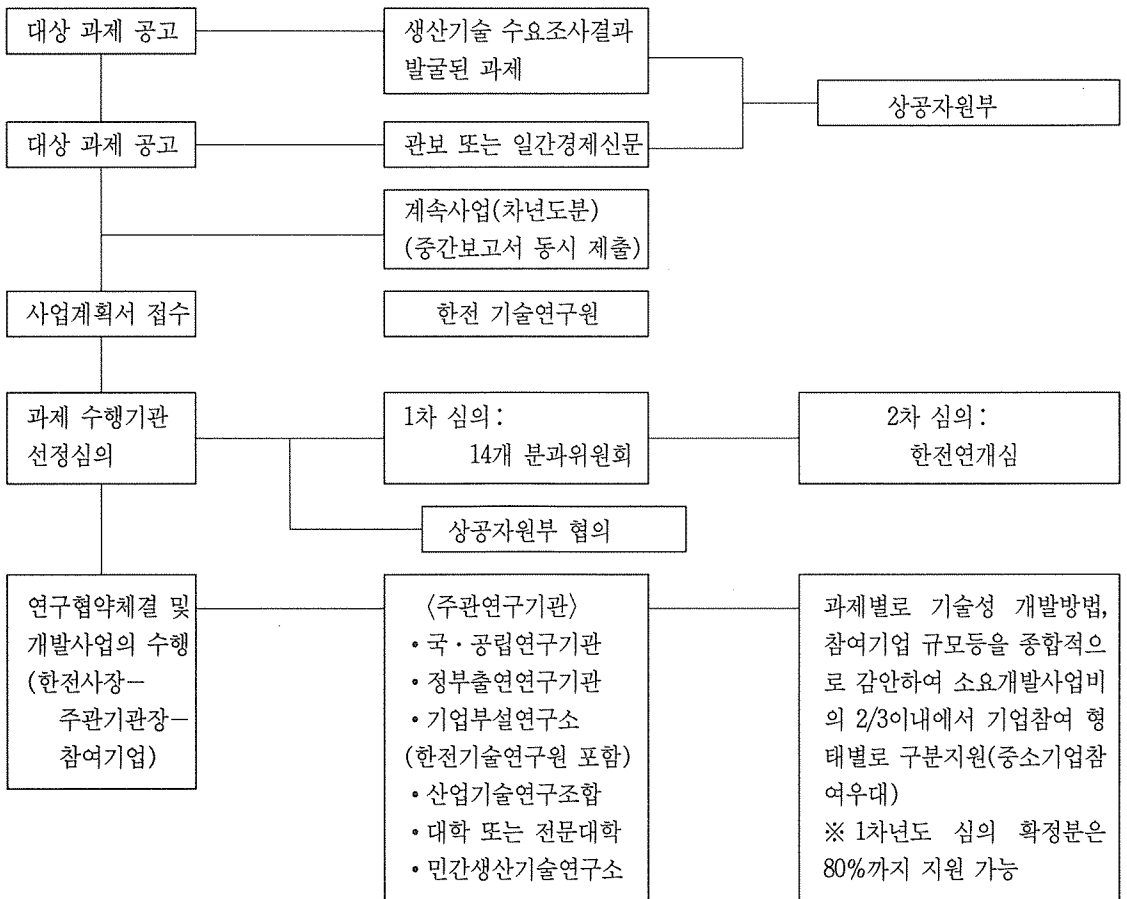 대상 과제 공고
생산기술 수요조사결과
발굴된 과제
상공자원부
대상 과제 공고
관보 또는 일간경제신문
계속사업(차년도분)
(중간보고서 동시 제출)
사업계획서 접수
한전 기술연구원
과제 수행기관
선정심의
1차 심의:
14개 분과위원회
2차 심의:
한전연개심
상공자원부 협의
연구협약체결 및
개발사업의 수행
(한전사장-
주관기관장-
참여기업)
〈주관연구기관〉
• 국·공립연구기관
• 정부출연연구기관
• 기업부설연구소
(한전기술연구원 포함)
• 산업기술연구조합
• 대학 또는 전문대학
• 민간생산기술연구소
과제별로 기술성 개발방법,
참여기업 규모등을 종합적으
로 감안하여 소요개발사업비
의 2/3이내에서 기업참여 형
태별로 구분지원(중소기업참
여우대)
※ 1차년도 심의 확정분은
80%까지 지원 가능